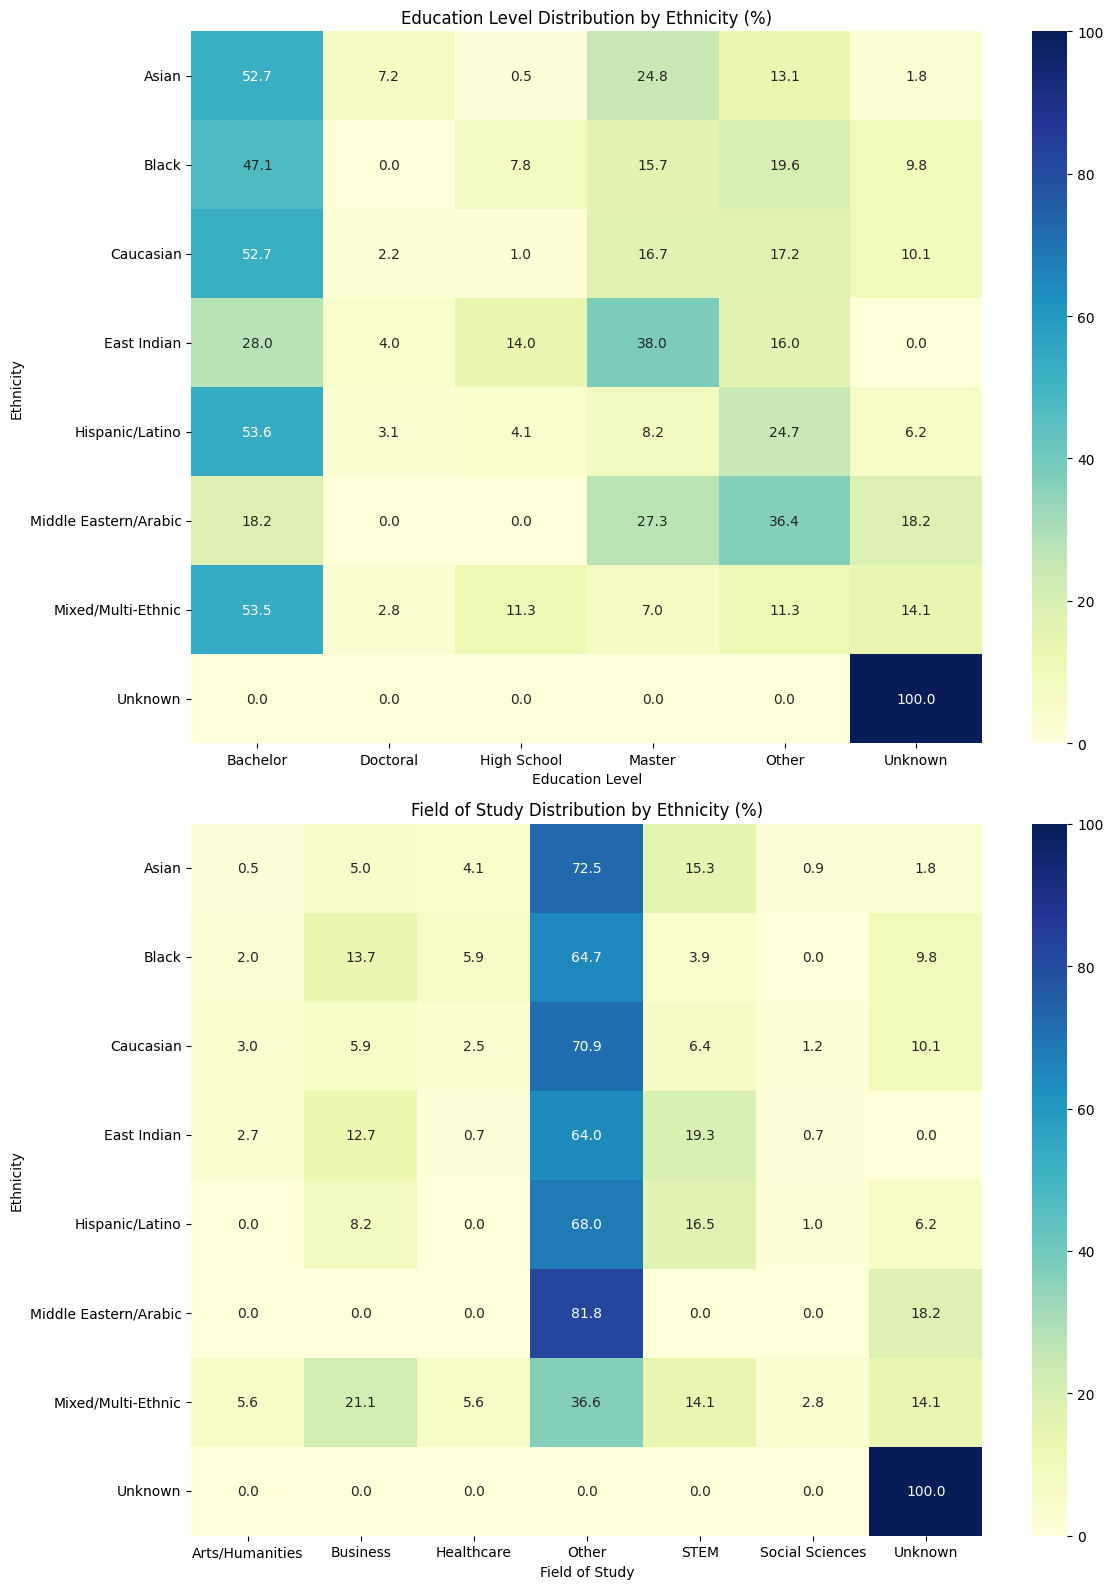 Education Level Distribution by Ethnicity (%)
Asian 52.7 7.2 0.5 24.8 13.1 1.8
Black 47.1 0.0 7.8 15.7 19.6 9.8
Caucasian 52.7 2.2 1.0 16.7 17.2 10.1
East Indian 28.0 4.0 14.0 38.0 16.0 0.0
Hispanic/Latino 53.6 3.1 4.1 8.2 24.7 6.2
Middle Eastern/Arabic 18.2 0.0 0.0 27.3 36.4 18.2
Mixed/Multi-Ethnic 53.5 2.8 11.3 7.0 11.3 14.1
Unknown 0.0 0.0 0.0 0.0 0.0 100.0
Ethnicity
Bachelor Doctoral High School Master Other Unknown
Education Level
100
80
60
40
20
0
Field of Study Distribution by Ethnicity (%)
Asian 0.5 5.0 4.1 72.5 15.3 0.9 1.8
Black 2.0 13.7 5.9 64.7 3.9 0.0 9.8
Caucasian 3.0 5.9 2.5 70.9 6.4 1.2 10.1
East Indian 2.7 12.7 0.7 64.0 19.3 0.7 0.0
Hispanic/Latino 0.0 8.2 0.0 68.0 16.5 1.0 6.2
Middle Eastern/Arabic 0.0 0.0 0.0 81.8 0.0 0.0 18.2
Mixed/Multi-Ethnic 5.6 21.1 5.6 36.6 14.1 2.8 14.1
Unknown 0.0 0.0 0.0 0.0 0.0 0.0 100.0
Ethnicity
Arts/Humanities Business Healthcare Other STEM Social Sciences Unknown
Field of Study
100
80
60
40
20
0